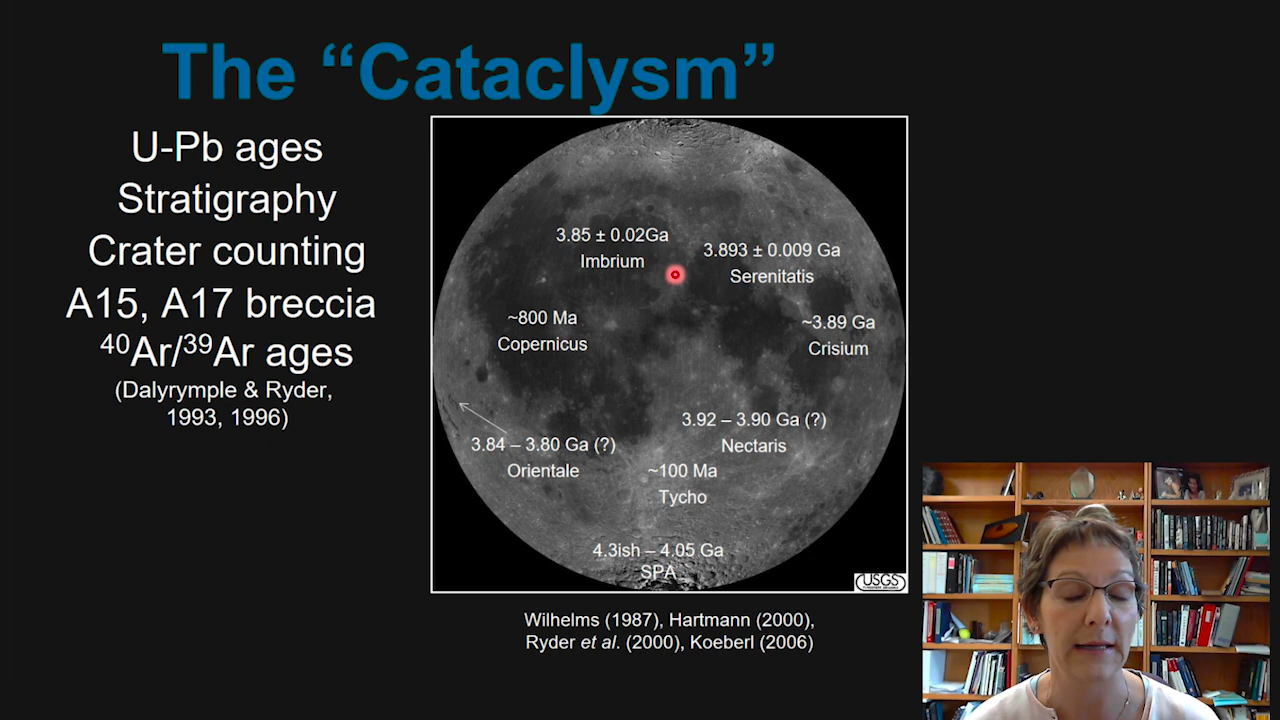 The “Cataclysm”
U-Pb ages
Stratigraphy
Crater counting
A15, A17 breccia
⁴⁰Ar/³⁹Ar ages
(Dalyrymple & Ryder,
1993, 1996)
3.85 ± 0.02Ga
Imbrium
3.893 ± 0.009 Ga
Serenitatis
~800 Ma
Copernicus
~3.89 Ga
Crisium
3.92 – 3.90 Ga (?)
Nectaris
3.84 – 3.80 Ga (?)
Orientale
~100 Ma
Tycho
4.3ish – 4.05 Ga
SPA
USGS
Wilhelms (1987), Hartmann (2000),
Ryder et al. (2000), Koeberl (2006)